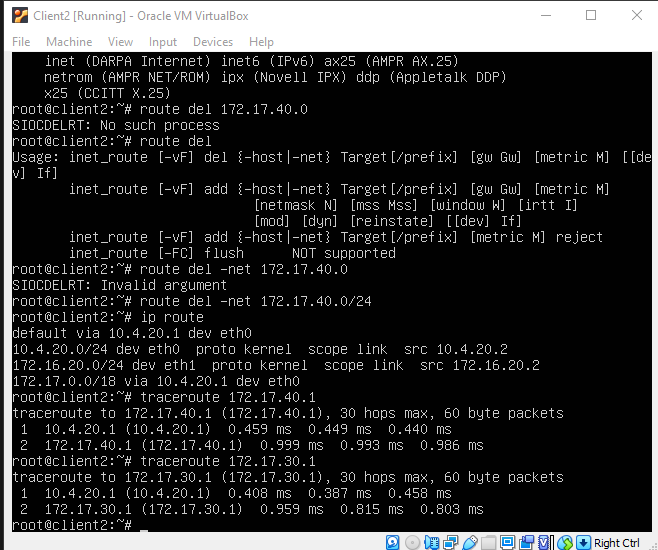 Client2 [Running] - Oracle VM VirtualBox
File Machine View Input Devices Help
inet (DARPA Internet) inet6 (IPv6) ax25 (AMPR AX.25)
netrom (AMPR NET/ROM) ipx (Novell IPX) ddp (Appletalk DDP)
x25 (CCITT X.25)
root@client2:~# route del 172.17.40.0
SIOCDELRT: No such process
root@client2:~# route del
Usage: inet_route [-vF] del {-host|-net} Target[/prefix] [gw Gw] [metric M] [[de
v] If]
inet_route [-vF] add {-host|-net} Target[/prefix] [gw Gw] [metric M]
[netmask N] [mss Mss] [window W] [irtt I]
[mod] [dyn] [reinstate] [[dev] If]
inet_route [-vF] add {-host|-net} Target[/prefix] [metric M] reject
inet_route [-FC] flush NOT supported
root@client2:~# route del -net 172.17.40.0
SIOCDELRT: Invalid argument
root@client2:~# route del -net 172.17.40.0/24
root@client2:~# ip route
default via 10.4.20.1 dev eth0
10.4.20.0/24 dev eth0 proto kernel scope link src 10.4.20.2
172.16.20.0/24 dev eth1 proto kernel scope link src 172.16.20.2
172.17.0.0/18 via 10.4.20.1 dev eth0
root@client2:~# traceroute 172.17.40.1
traceroute to 172.17.40.1 (172.17.40.1), 30 hops max, 60 byte packets
1 10.4.20.1 (10.4.20.1) 0.459 ms 0.449 ms 0.440 ms
2 172.17.40.1 (172.17.40.1) 0.999 ms 0.993 ms 0.986 ms
root@client2:~# traceroute 172.17.30.1
traceroute to 172.17.30.1 (172.17.30.1), 30 hops max, 60 byte packets
1 10.4.20.1 (10.4.20.1) 0.408 ms 0.387 ms 0.458 ms
2 172.17.30.1 (172.17.30.1) 0.959 ms 0.815 ms 0.803 ms
root@client2:~# _
Right Ctrl